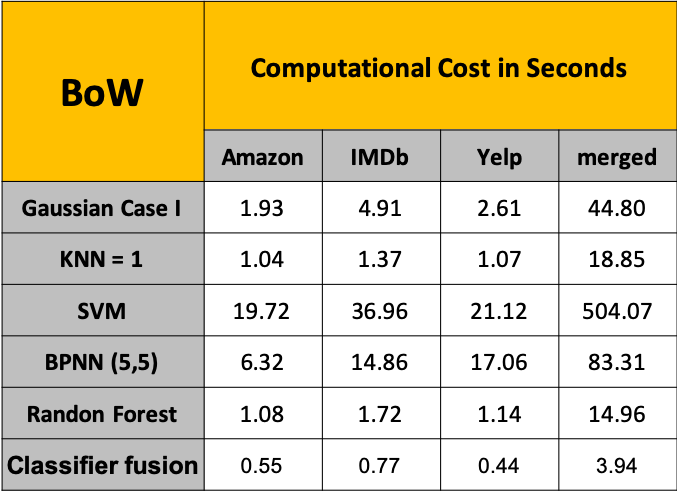 BoW
Computational Cost in Seconds
Amazon IMDb Yelp merged
Gaussian Case I 1.93 4.91 2.61 44.80
KNN = 1 1.04 1.37 1.07 18.85
SVM 19.72 36.96 21.12 504.07
BPNN (5,5) 6.32 14.86 17.06 83.31
Randon Forest 1.08 1.72 1.14 14.96
Classifier fusion 0.55 0.77 0.44 3.94